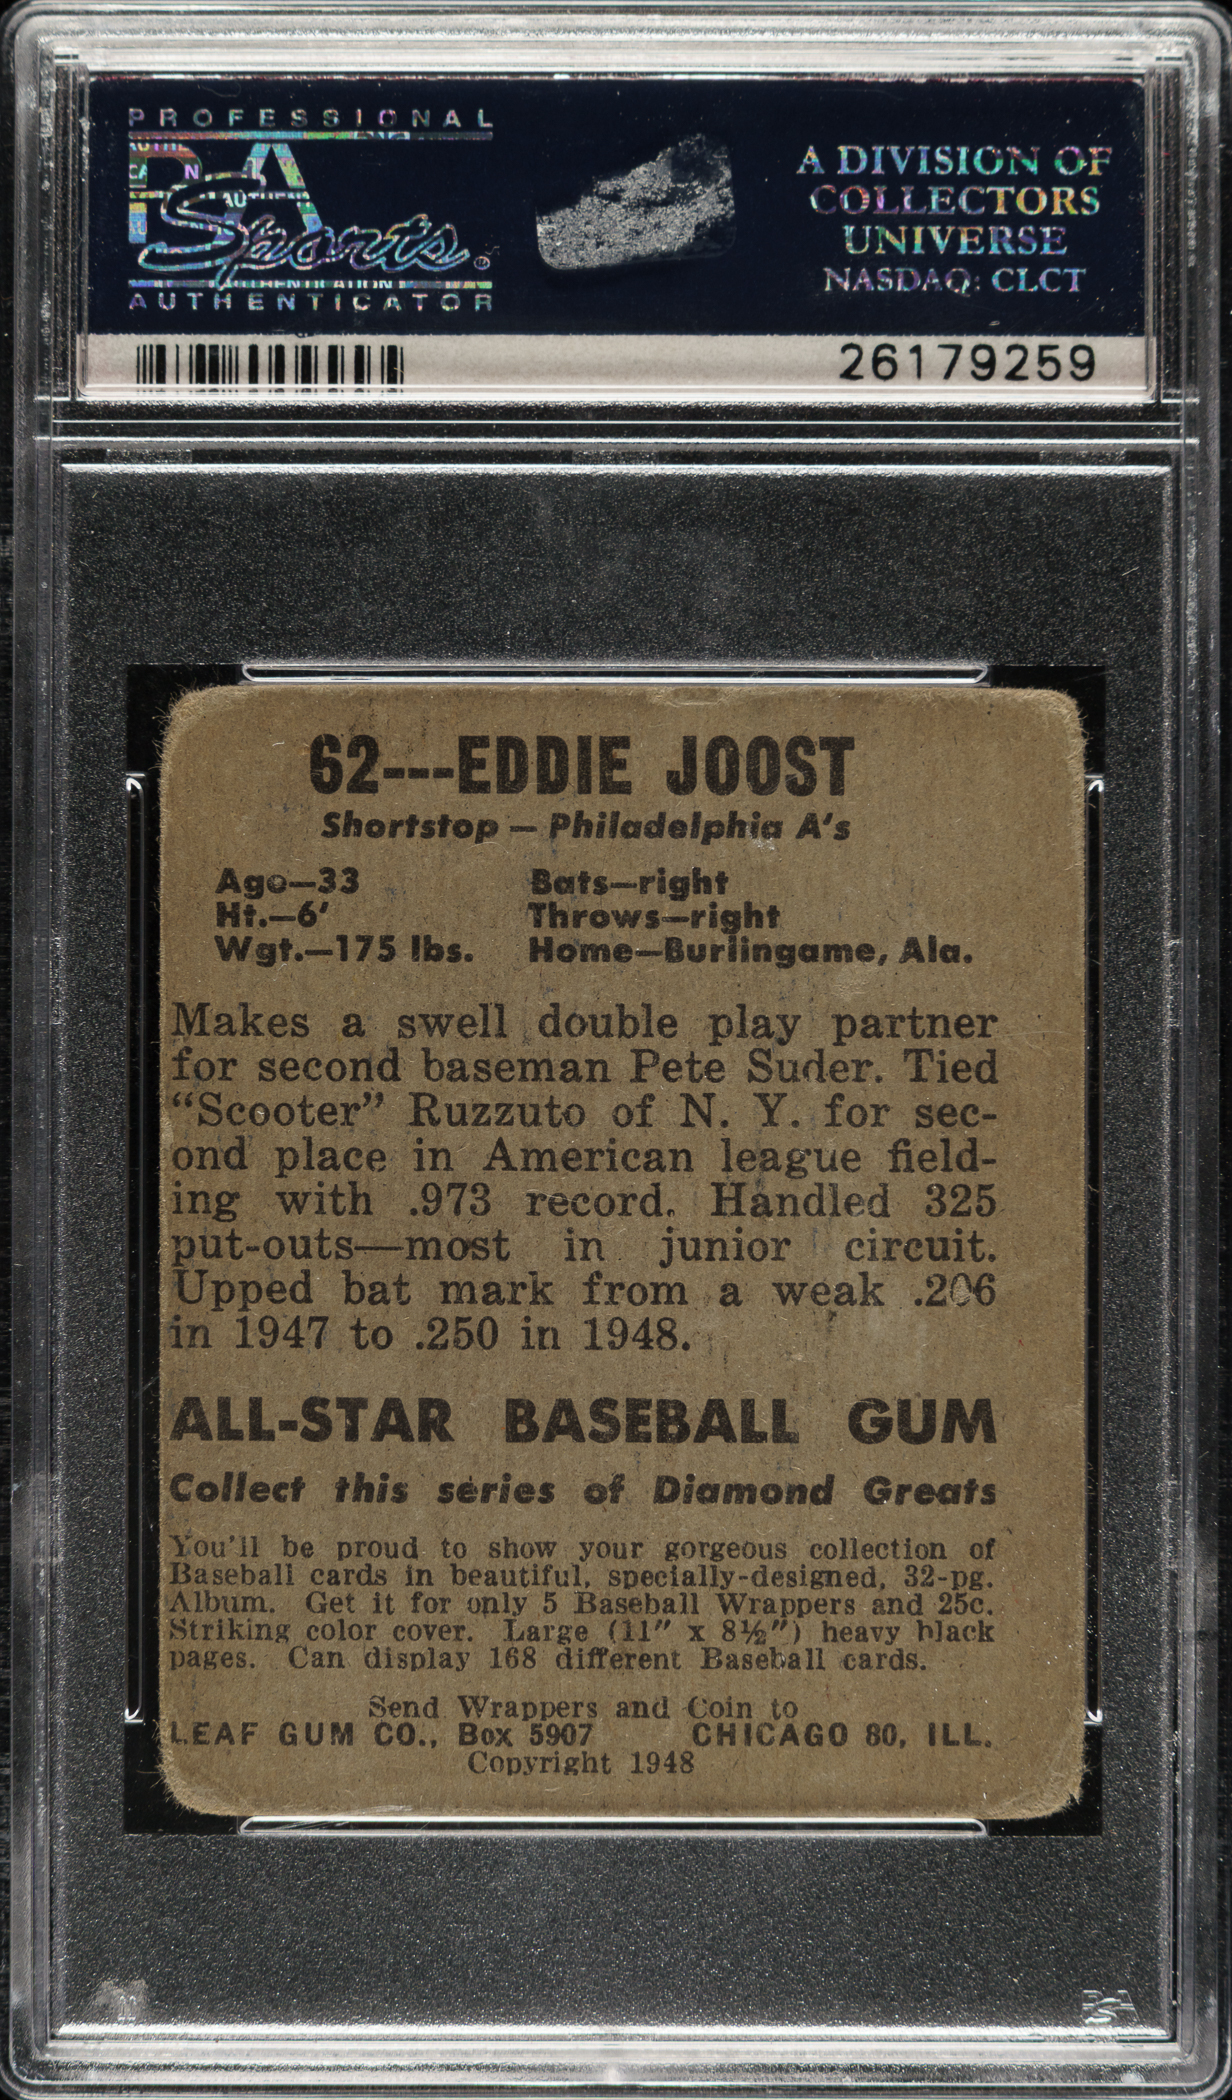 PROFESSIONAL
PSA
Sports
AUTHENTICATOR
A DIVISION OF
COLLECTORS
UNIVERSE
NASDAQ: CLCT
26179259
62---EDDIE JOOST
Shortstop — Philadelphia A's
Age—33 Bats—right
Ht.—6' Throws—right
Wgt.—175 lbs. Home—Burlingame, Ala.
Makes a swell double play partner
for second baseman Pete Suder. Tied
“Scooter” Ruzzuto of N. Y. for sec-
ond place in American league field-
ing with .973 record. Handled 325
put-outs—most in junior circuit.
Upped bat mark from a weak .206
in 1947 to .250 in 1948.
ALL-STAR BASEBALL GUM
Collect this series of Diamond Greats
You'll be proud to show your gorgeous collection of
Baseball cards in beautiful, specially-designed, 32-pg.
Album. Get it for only 5 Baseball Wrappers and 25c.
Striking color cover. Large (11″ x 8½″) heavy black
pages. Can display 168 different Baseball cards.
Send Wrappers and Coin to
LEAF GUM CO., Box 5907 CHICAGO 80, ILL.
Copyright 1948
PSA